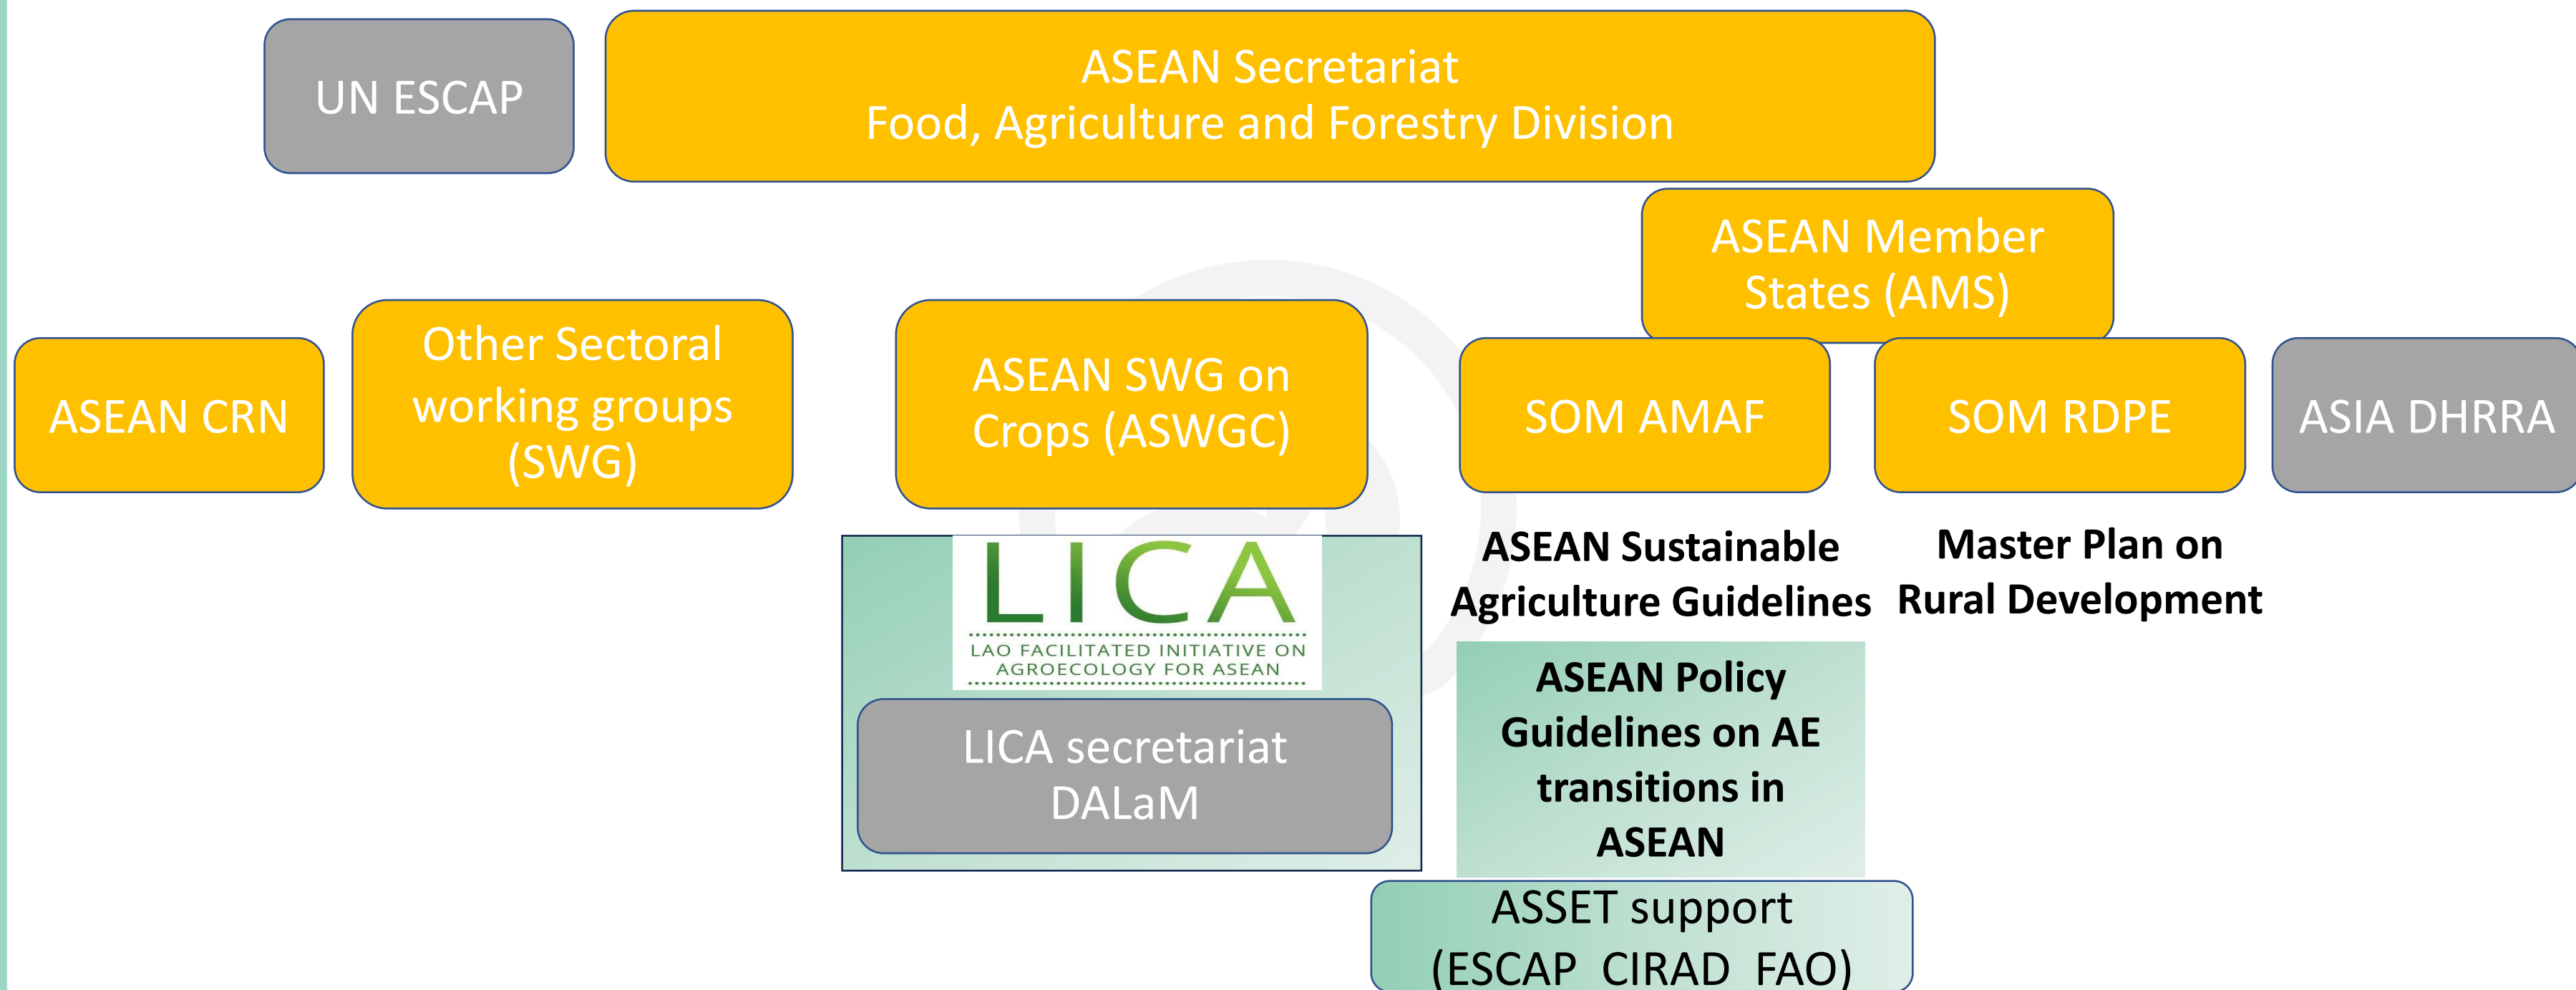 UN ESCAP
ASEAN Secretariat
Food, Agriculture and Forestry Division
ASEAN Member
States (AMS)
ASEAN CRN
Other Sectoral
working groups
(SWG)
ASEAN SWG on
Crops (ASWGC)
SOM AMAF
SOM RDPE
ASIA DHRRA
LICA
LAO FACILITATED INITIATIVE ON
AGROECOLOGY FOR ASEAN
LICA secretariat
DALaM
ASEAN Sustainable
Agriculture Guidelines
Master Plan on
Rural Development
ASEAN Policy
Guidelines on AE
transitions in
ASEAN
ASSET support
(ESCAP CIRAD FAO)